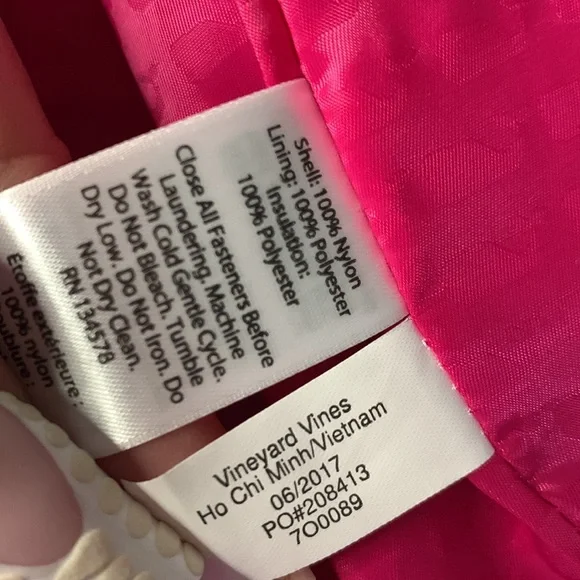 Shell: 100% Nylon
Lining: 100% Polyester
Insulation:
100% Polyester
Close All Fasteners Before
Laundering. Machine
Wash Cold Gentle Cycle.
Do Not Bleach. Tumble
Dry Low. Do Not Iron. Do
Not Dry Clean.
RN 134578
Étoffe extérieure :
100% nylon
Doublure :
Vineyard Vines
Ho Chi Minh/Vietnam
06/2017
PO#208413
7O0089